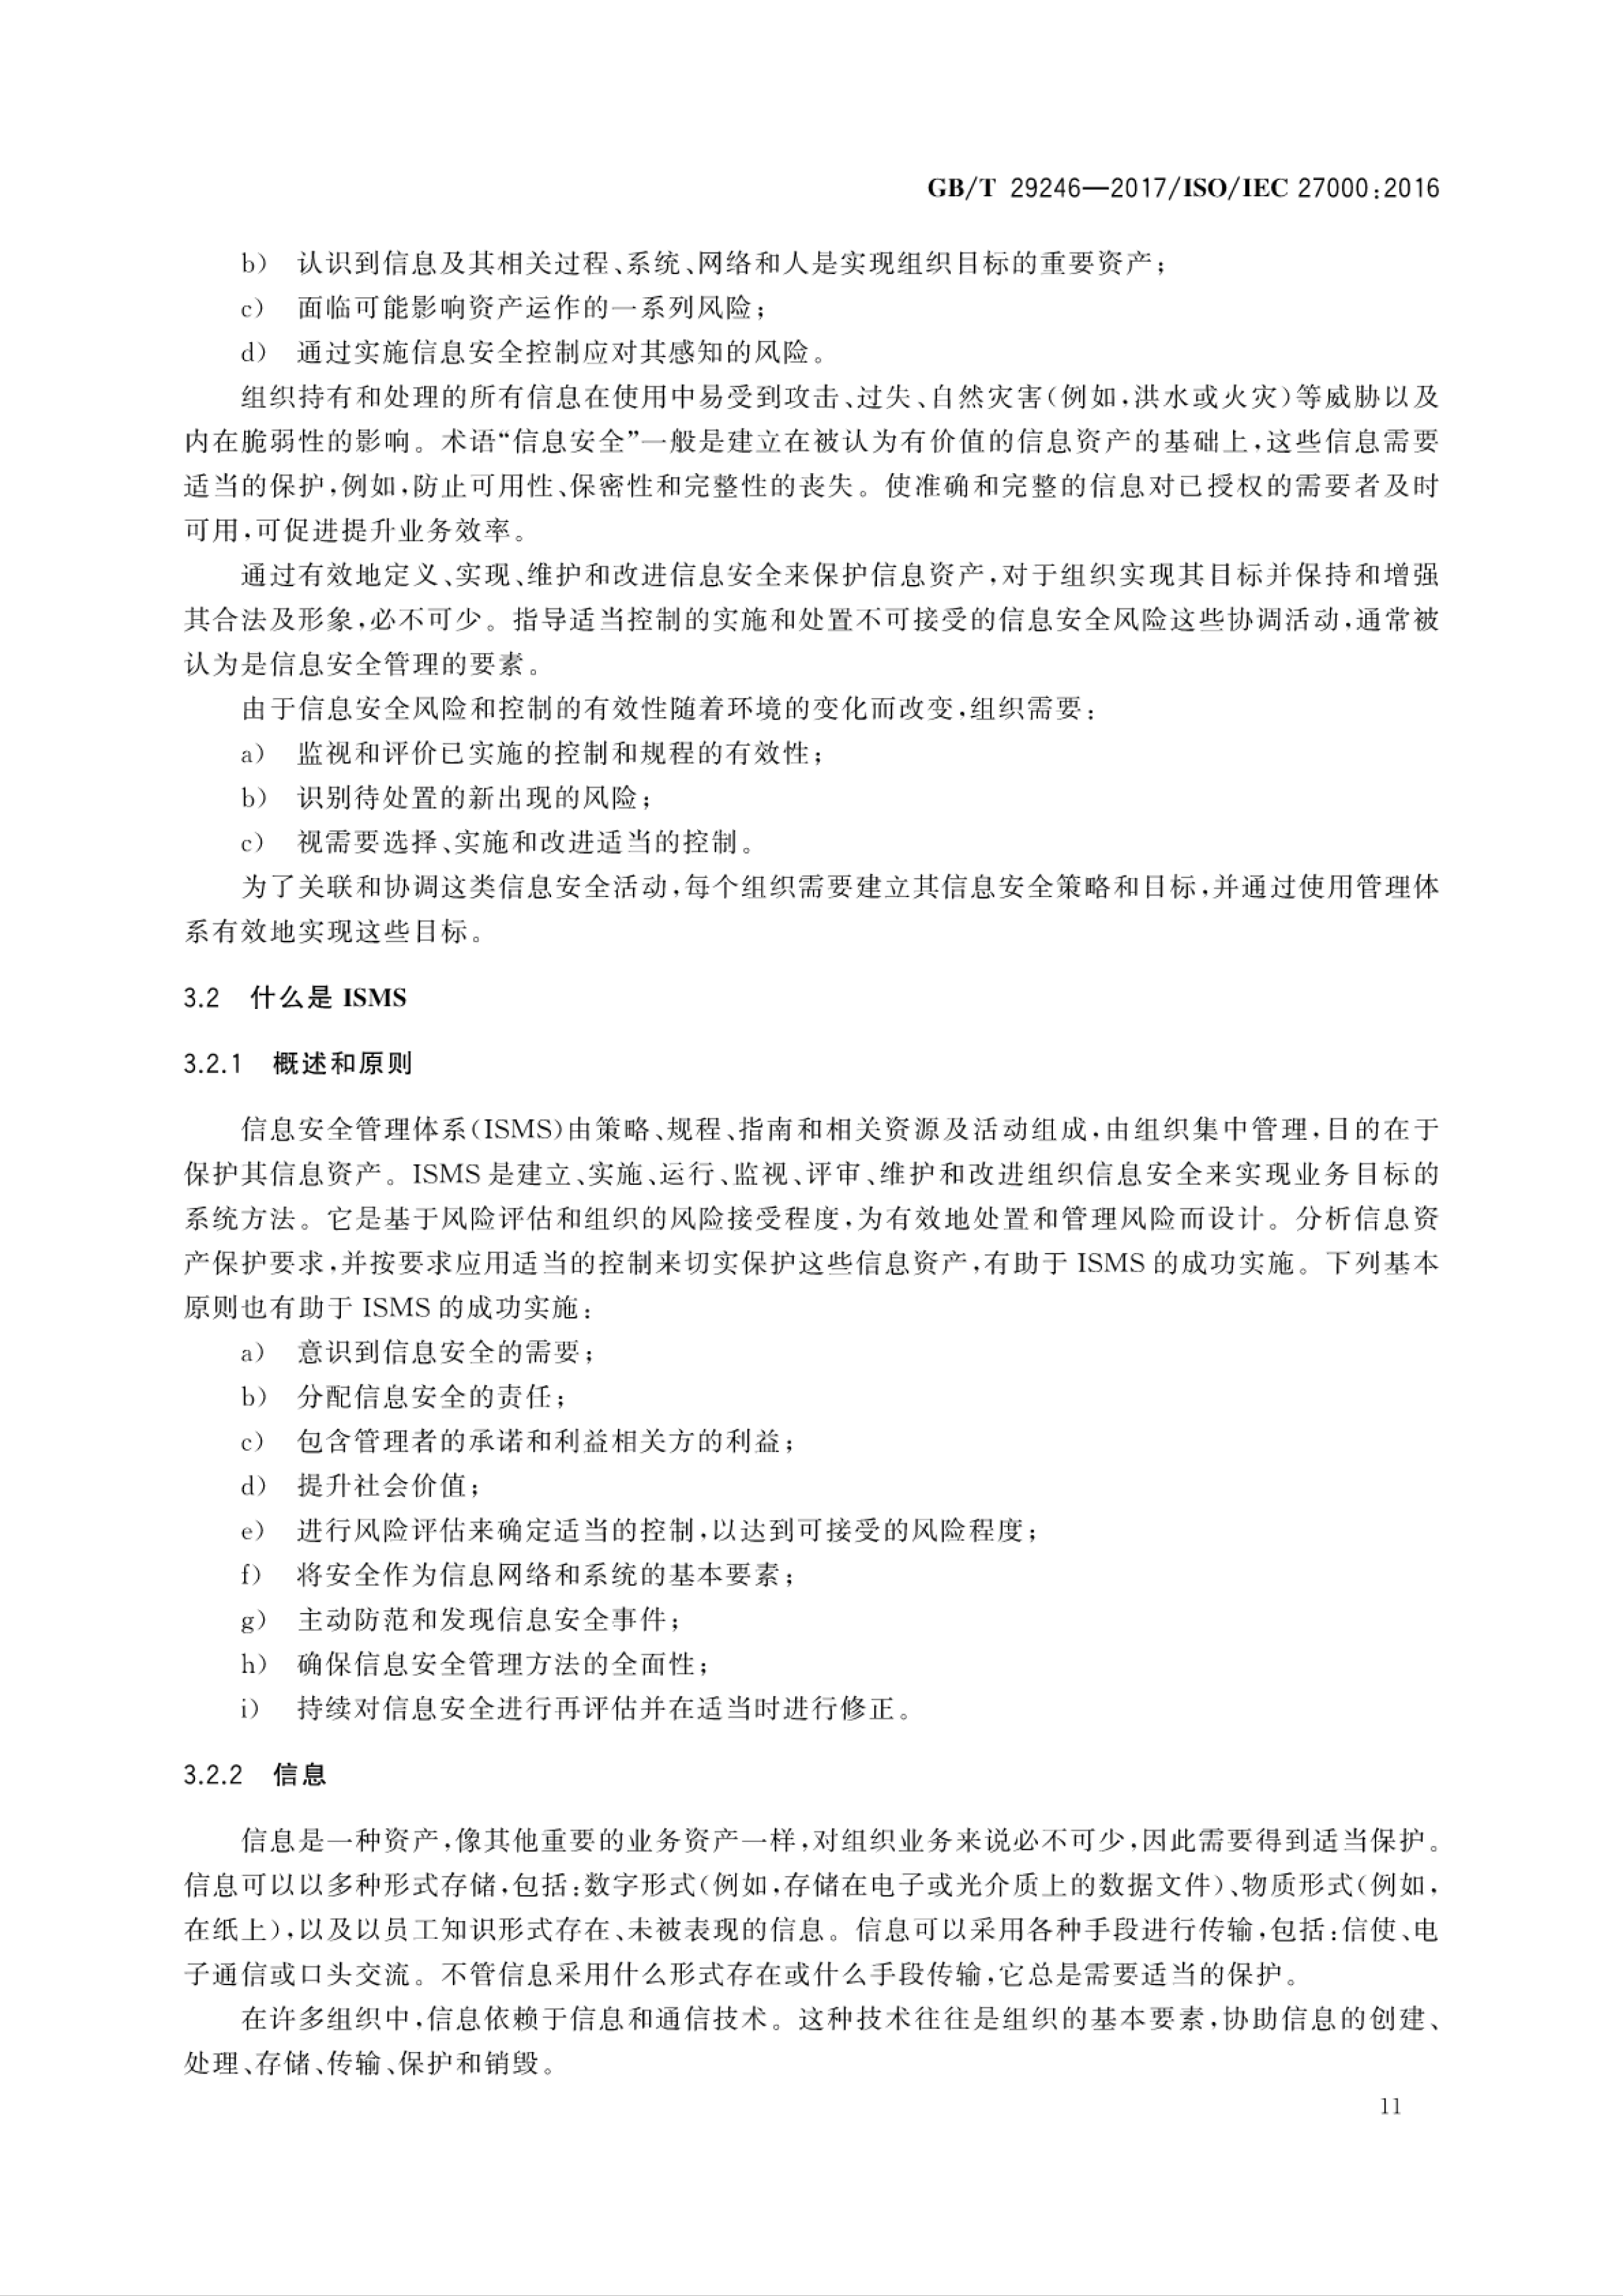 GB/T 29246—2017/ISO/IEC 27000:2016
b) 认识到信息及其相关过程、系统、网络和人是实现组织目标的重要资产;
c) 面临可能影响资产运作的一系列风险;
d) 通过实施信息安全控制应对其感知的风险。
组织持有和处理的所有信息在使用中易受到攻击、过失、自然灾害(例如,洪水或火灾)等威胁以及
内在脆弱性的影响。术语“信息安全”一般是建立在被认为有价值的信息资产的基础上,这些信息需要
适当的保护,例如,防止可用性、保密性和完整性的丧失。使准确和完整的信息对已授权的需要者及时
可用,可促进提升业务效率。
通过有效地定义、实现、维护和改进信息安全来保护信息资产,对于组织实现其目标并保持和增强
其合法及形象,必不可少。指导适当控制的实施和处置不可接受的信息安全风险这些协调活动,通常被
认为是信息安全管理的要素。
由于信息安全风险和控制的有效性随着环境的变化而改变,组织需要:
a) 监视和评价已实施的控制和规程的有效性;
b) 识别待处置的新出现的风险;
c) 视需要选择、实施和改进适当的控制。
为了关联和协调这类信息安全活动,每个组织需要建立其信息安全策略和目标,并通过使用管理体
系有效地实现这些目标。
3.2 什么是 ISMS
3.2.1 概述和原则
信息安全管理体系(ISMS)由策略、规程、指南和相关资源及活动组成,由组织集中管理,目的在于
保护其信息资产。ISMS 是建立、实施、运行、监视、评审、维护和改进组织信息安全来实现业务目标的
系统方法。它是基于风险评估和组织的风险接受程度,为有效地处置和管理风险而设计。分析信息资
产保护要求,并按要求应用适当的控制来切实保护这些信息资产,有助于 ISMS 的成功实施。下列基本
原则也有助于 ISMS 的成功实施:
a) 意识到信息安全的需要;
b) 分配信息安全的责任;
c) 包含管理者的承诺和利益相关方的利益;
d) 提升社会价值;
e) 进行风险评估来确定适当的控制,以达到可接受的风险程度;
f) 将安全作为信息网络和系统的基本要素;
g) 主动防范和发现信息安全事件;
h) 确保信息安全管理方法的全面性;
i) 持续对信息安全进行再评估并在适当时进行修正。
3.2.2 信息
信息是一种资产,像其他重要的业务资产一样,对组织业务来说必不可少,因此需要得到适当保护。
信息可以以多种形式存储,包括:数字形式(例如,存储在电子或光介质上的数据文件)、物质形式(例如,
在纸上),以及以员工知识形式存在、未被表现的信息。信息可以采用各种手段进行传输,包括:信使、电
子通信或口头交流。不管信息采用什么形式存在或什么手段传输,它总是需要适当的保护。
在许多组织中,信息依赖于信息和通信技术。这种技术往往是组织的基本要素,协助信息的创建、
处理、存储、传输、保护和销毁。
11